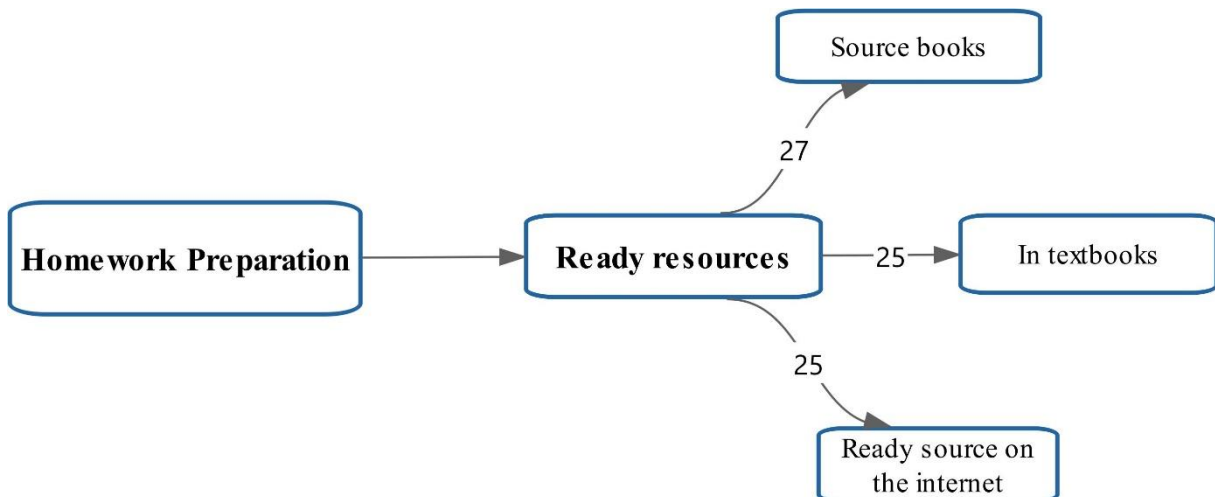 Source books
27
Homework Preparation
Ready resources
25
In textbooks
25
Ready source on
the internet